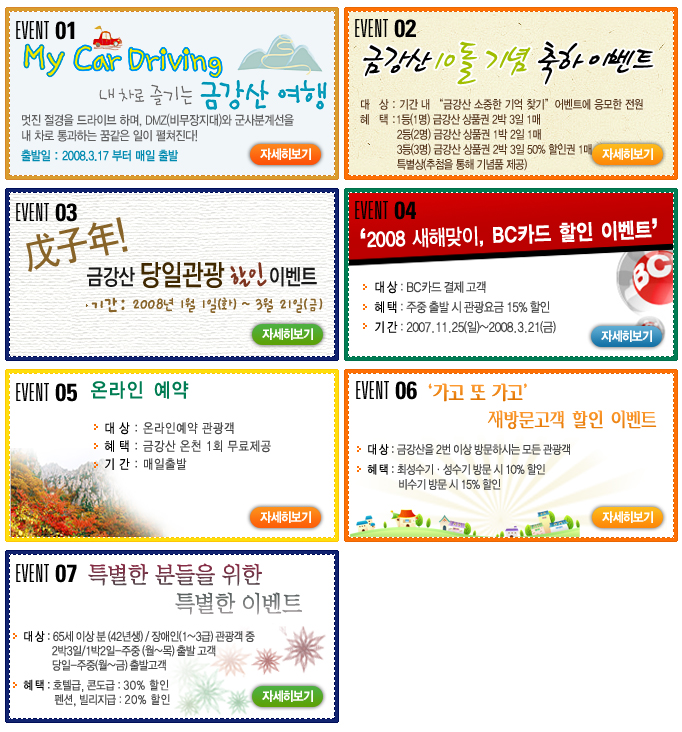 EVENT 01
My Car Driving
내 차로 즐기는 금강산 여행
멋진 절경을 드라이브 하며, DMZ(비무장지대)와 군사분계선을
내 차로 통과하는 꿈같은 일이 펼쳐진다!
출발일 : 2008.3.17 부터 매일 출발
자세히보기
EVENT 02
금강산 10돌 기념 축하 이벤트
대 상 : 기간 내 “금강산 소중한 기억 찾기” 이벤트에 응모한 전원
혜 택 : 1등(1명) 금강산 상품권 2박 3일 1매
2등(2명) 금강산 상품권 1박 2일 1매
3등(3명) 금강산 상품권 2박 3일 50% 할인권 1매
특별상(추첨을 통해 기념품 제공)
자세히보기
EVENT 03
戊子年!
금강산 당일관광 할인 이벤트
·기간 : 2008년 1월 1일(화) ~ 3월 21일(금)
자세히보기
EVENT 04
‘2008 새해맞이, BC카드 할인 이벤트’
BC
대 상 : BC카드 결제 고객
혜 택 : 주중 출발 시 관광요금 15% 할인
기 간 : 2007.11.25(일)~2008.3.21(금)
자세히보기
EVENT 05
온라인 예약
대 상 : 온라인예약 관광객
혜 택 : 금강산 온천 1회 무료제공
기 간 : 매일출발
자세히보기
EVENT 06
‘가고 또 가고’
재방문고객 할인 이벤트
대 상 : 금강산을 2번 이상 방문하시는 모든 관광객
혜 택 : 최성수기 · 성수기 방문 시 10% 할인
비수기 방문 시 15% 할인
자세히보기
EVENT 07
특별한 분들을 위한
특별한 이벤트
대 상 : 65세 이상 분 (42년생) / 장애인(1~3급) 관광객 중
2박3일/1박2일-주중 (월~목) 출발 고객
당일-주중(월~금) 출발고객
혜 택 : 호텔급, 콘도급 : 30% 할인
펜션, 빌리지급 : 20% 할인
자세히보기